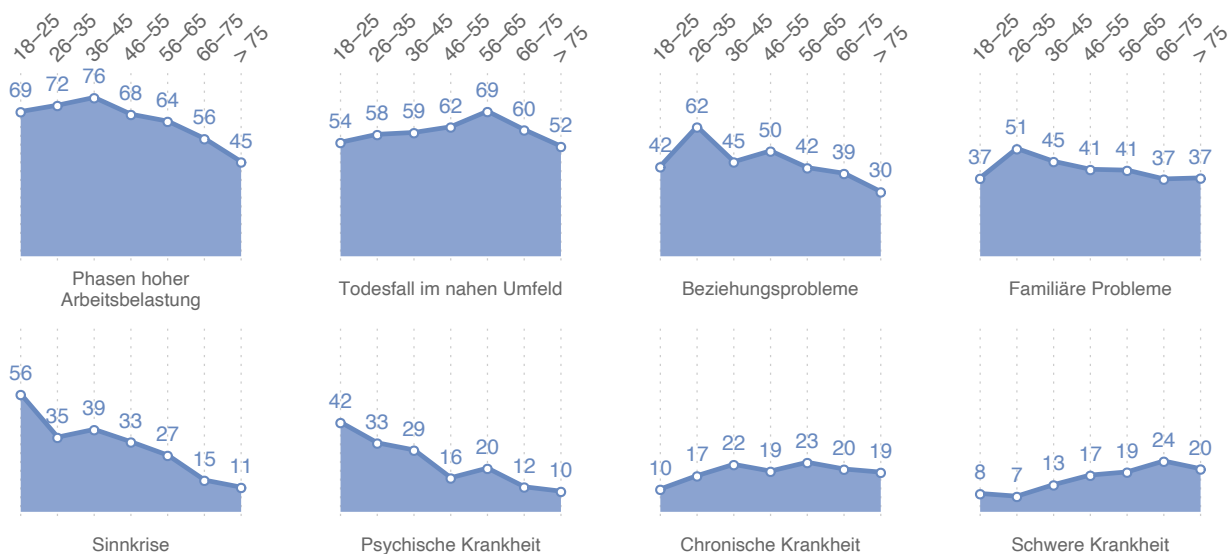 18–25 26–35 36–45 46–55 56–65 66–75 > 75
69 72 76 68 64 56 45
Phasen hoher
Arbeitsbelastung
18–25 26–35 36–45 46–55 56–65 66–75 > 75
54 58 59 62 69 60 52
Todesfall im nahen Umfeld
18–25 26–35 36–45 46–55 56–65 66–75 > 75
42 62 45 50 42 39 30
Beziehungsprobleme
18–25 26–35 36–45 46–55 56–65 66–75 > 75
37 51 45 41 41 37 37
Familiäre Probleme
56 35 39 33 27 15 11
Sinnkrise
42 33 29 16 20 12 10
Psychische Krankheit
10 17 22 19 23 20 19
Chronische Krankheit
8 7 13 17 19 24 20
Schwere Krankheit